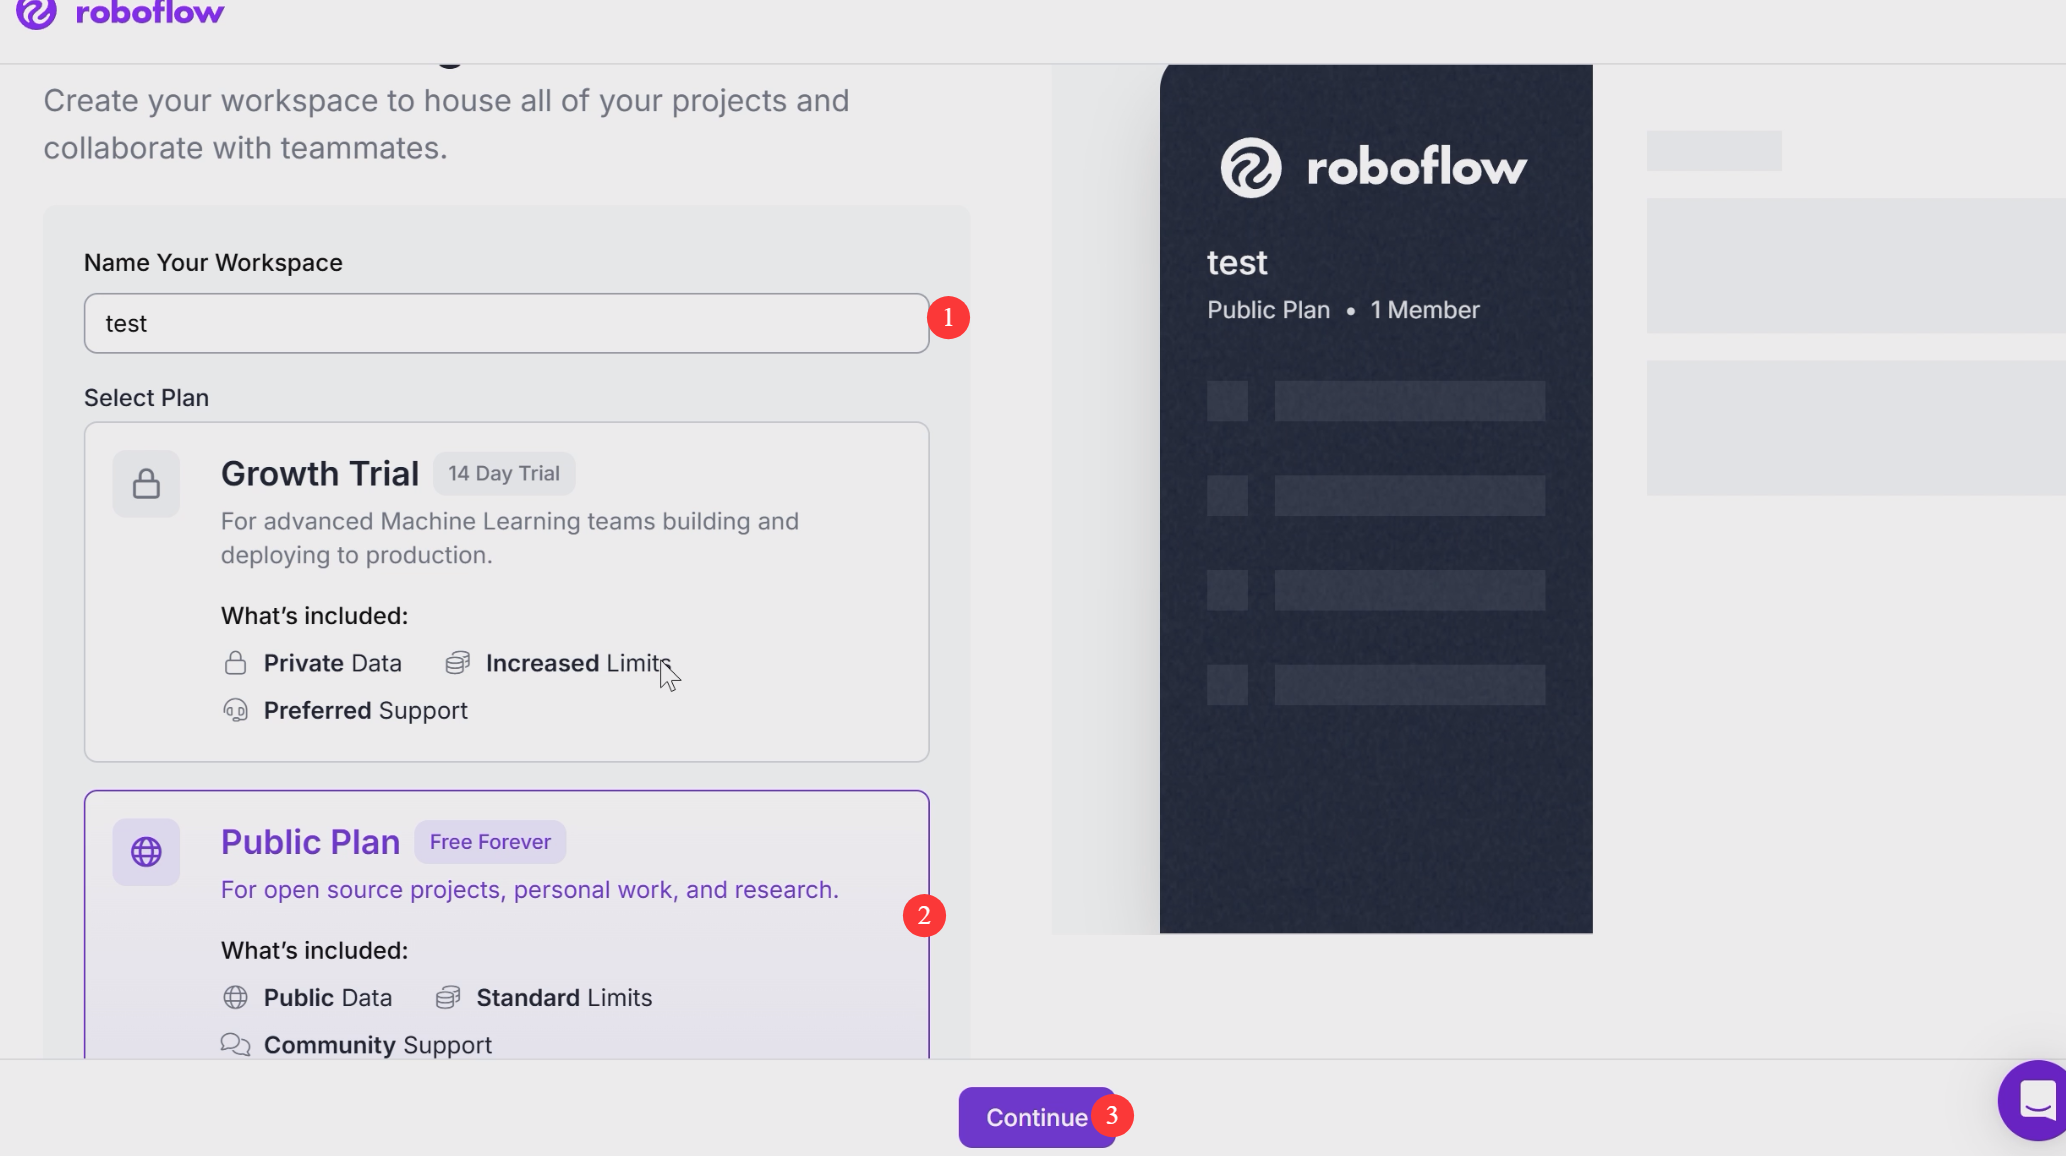 roboflow
Create your workspace to house all of your projects and
collaborate with teammates.
Name Your Workspace
test
1
Select Plan
Growth Trial 14 Day Trial
For advanced Machine Learning teams building and
deploying to production.
What's included:
Private Data Increased Limits
Preferred Support
Public Plan Free Forever
For open source projects, personal work, and research.
2
What's included:
Public Data Standard Limits
Community Support
roboflow
test
Public Plan • 1 Member
Continue 3